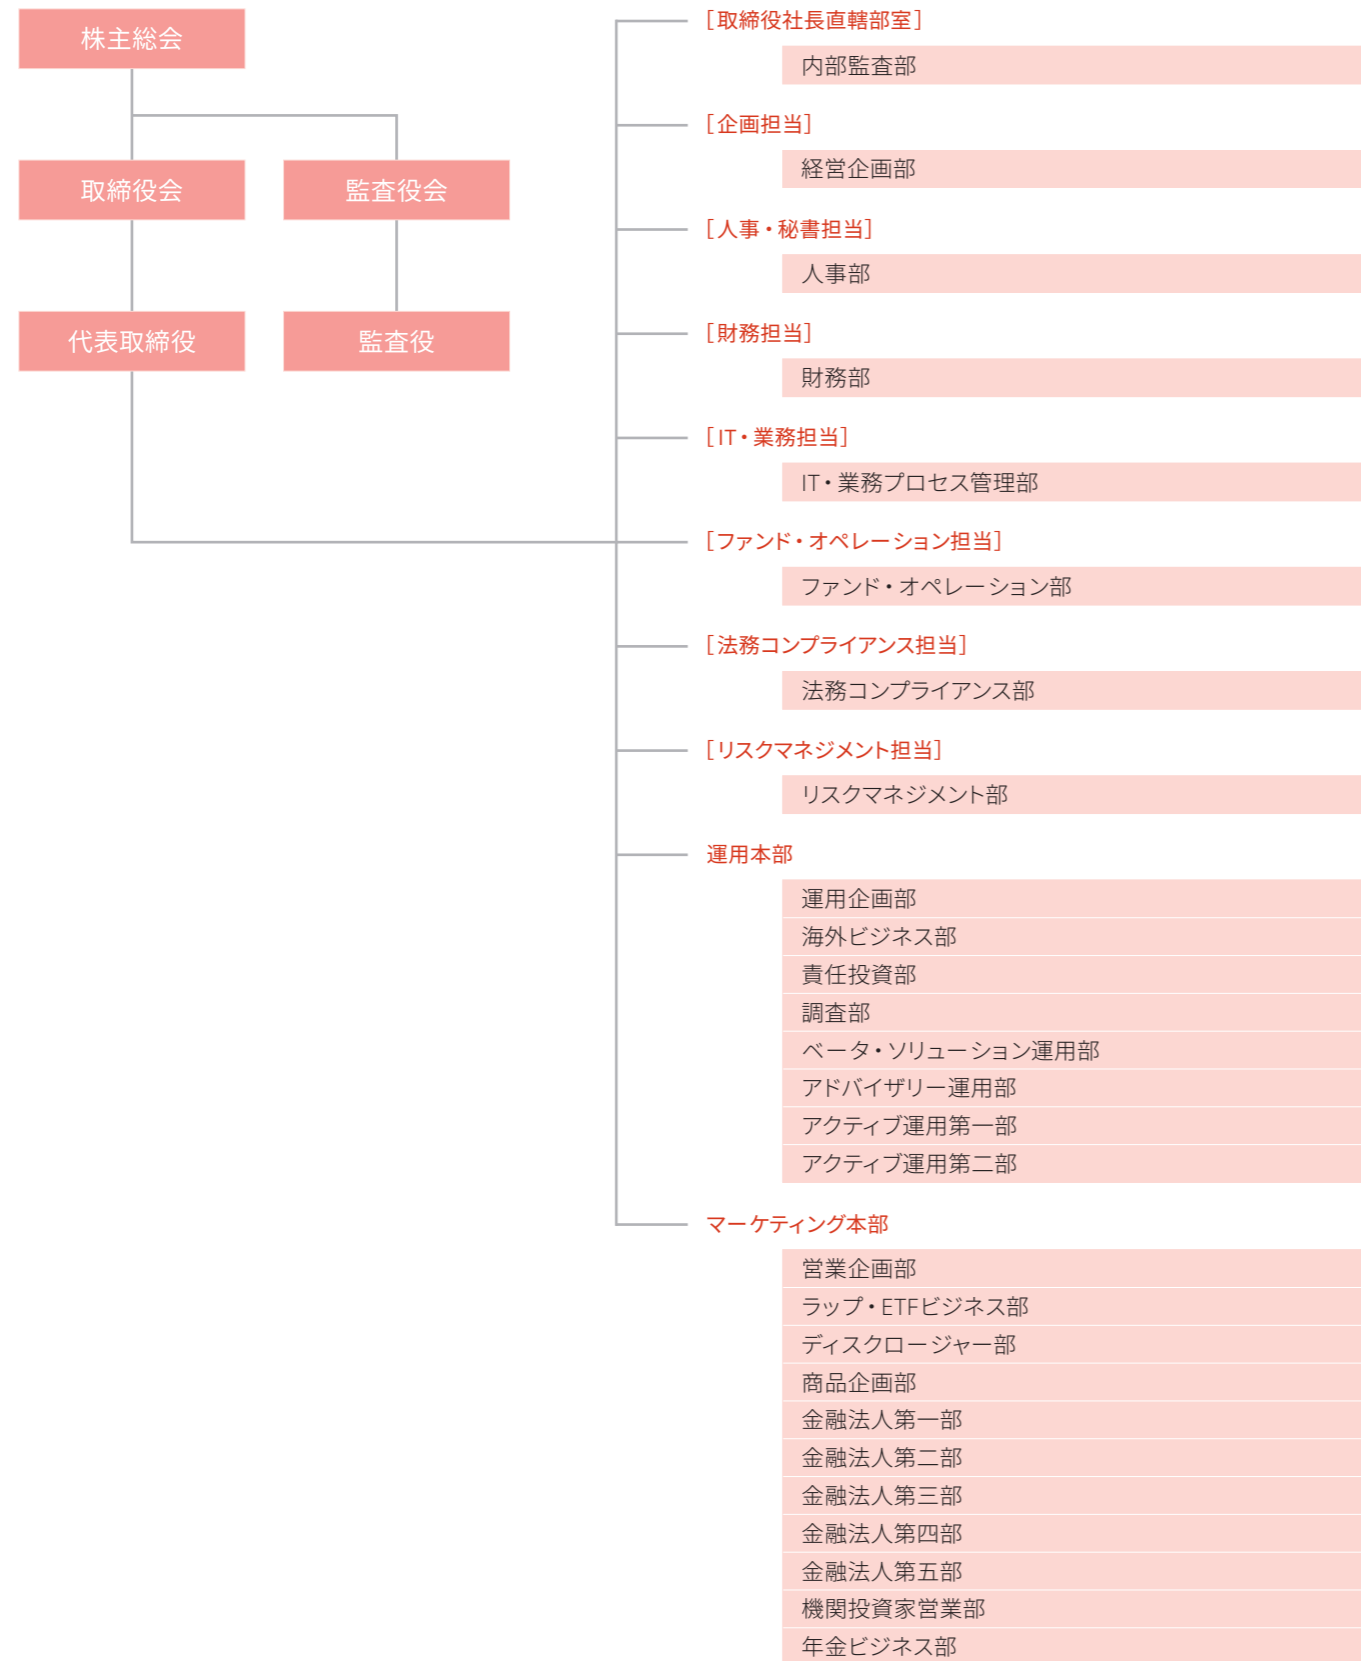 株主総会
取締役会
監査役会
代表取締役
監査役
[取締役社長直轄部室]
内部監査部
[企画担当]
経営企画部
[人事・秘書担当]
人事部
[財務担当]
財務部
[IT・業務担当]
IT・業務プロセス管理部
[ファンド・オペレーション担当]
ファンド・オペレーション部
[法務コンプライアンス担当]
法務コンプライアンス部
[リスクマネジメント担当]
リスクマネジメント部
運用本部
運用企画部
海外ビジネス部
責任投資部
調査部
ベータ・ソリューション運用部
アドバイザリー運用部
アクティブ運用第一部
アクティブ運用第二部
マーケティング本部
営業企画部
ラップ・ETFビジネス部
ディスクロージャー部
商品企画部
金融法人第一部
金融法人第二部
金融法人第三部
金融法人第四部
金融法人第五部
機関投資家営業部
年金ビジネス部